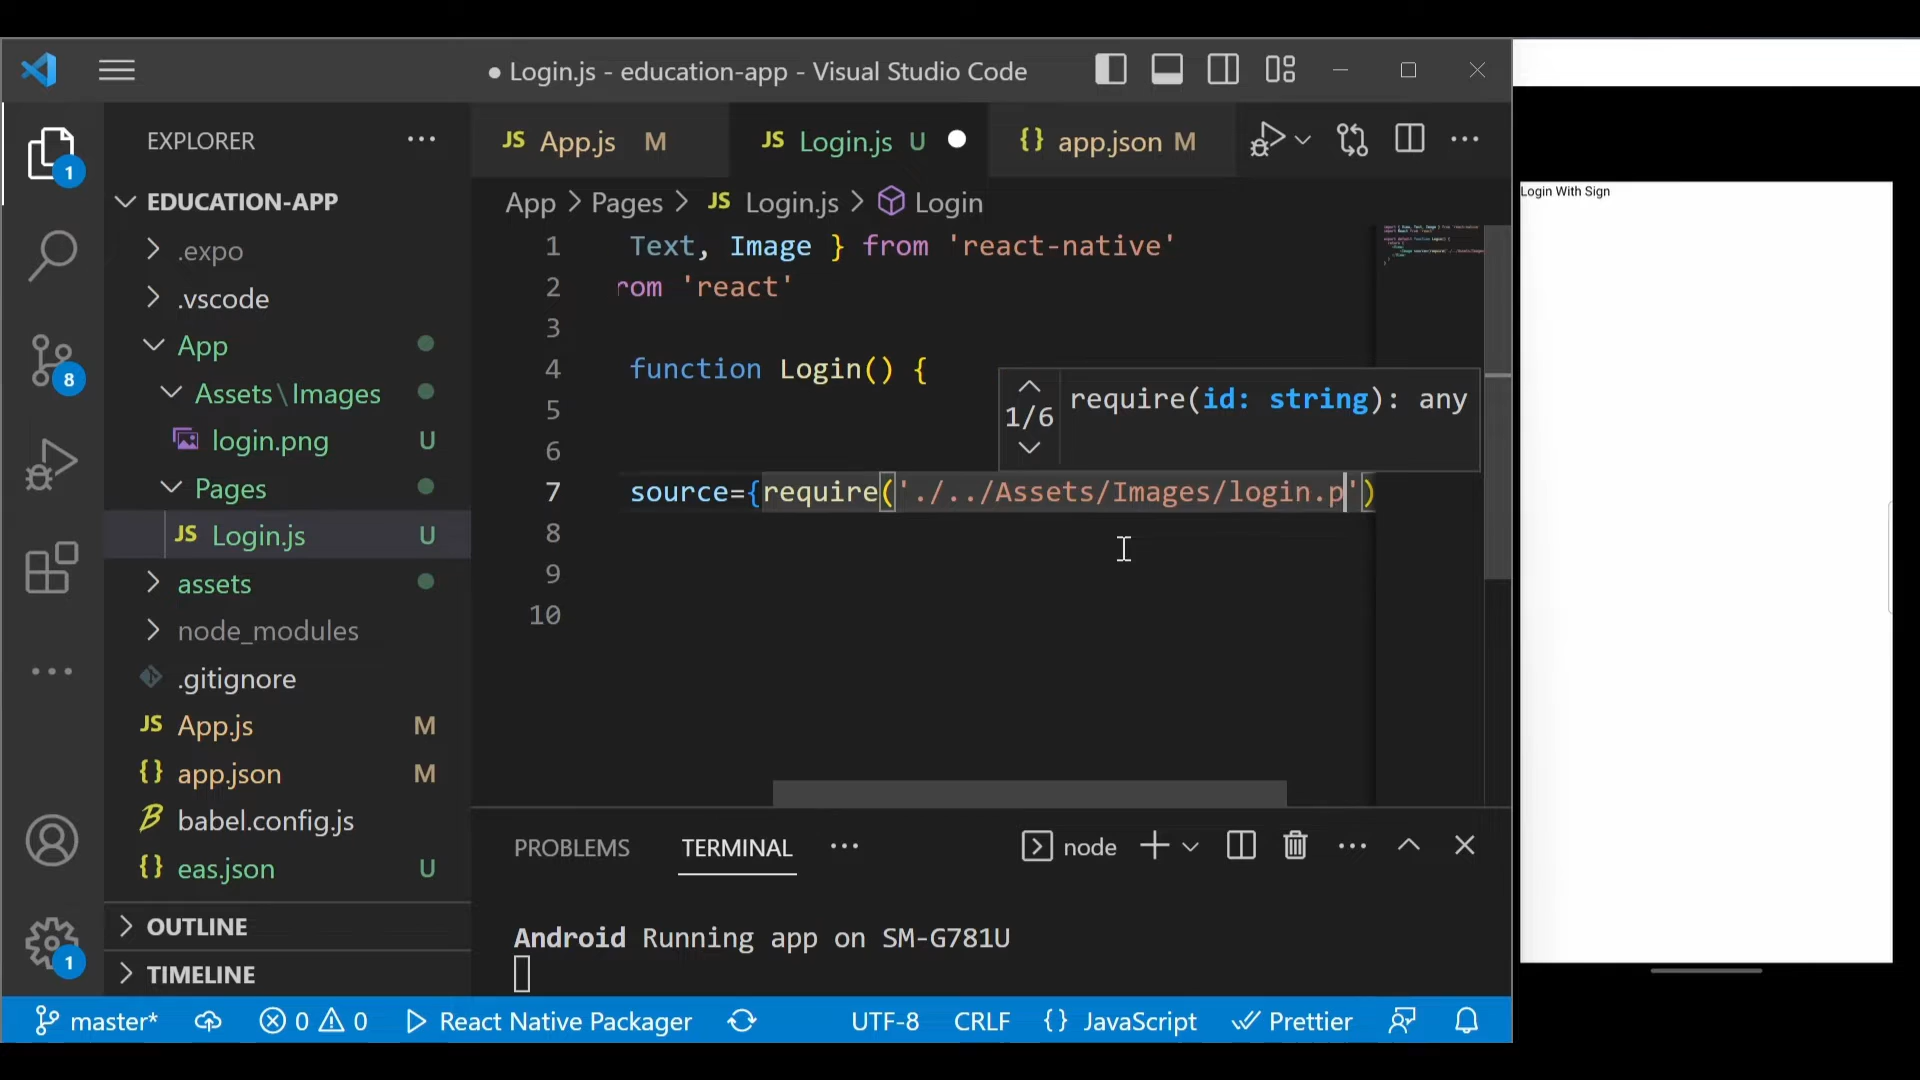 ● Login.js - education-app - Visual Studio Code
EXPLORER
JS App.js M
JS Login.js U
{} app.json M
1
EDUCATION-APP
App > Pages > JS Login.js > Login
Login With Sign
.expo
.vscode
App
Assets\Images
login.png U
Pages
JS Login.js U
assets
node_modules
.gitignore
JS App.js M
{} app.json M
babel.config.js
{} eas.json U
OUTLINE
TIMELINE
8
1
1 Text, Image } from 'react-native'
2 rom 'react'
3
4 function Login() {
5
6
7 source={require('./../Assets/Images/login.p')
8
9
10
1/6
require(id: string): any
PROBLEMS
TERMINAL
node
Android Running app on SM-G781U
master*
0
0
React Native Packager
UTF-8
CRLF
{} JavaScript
Prettier